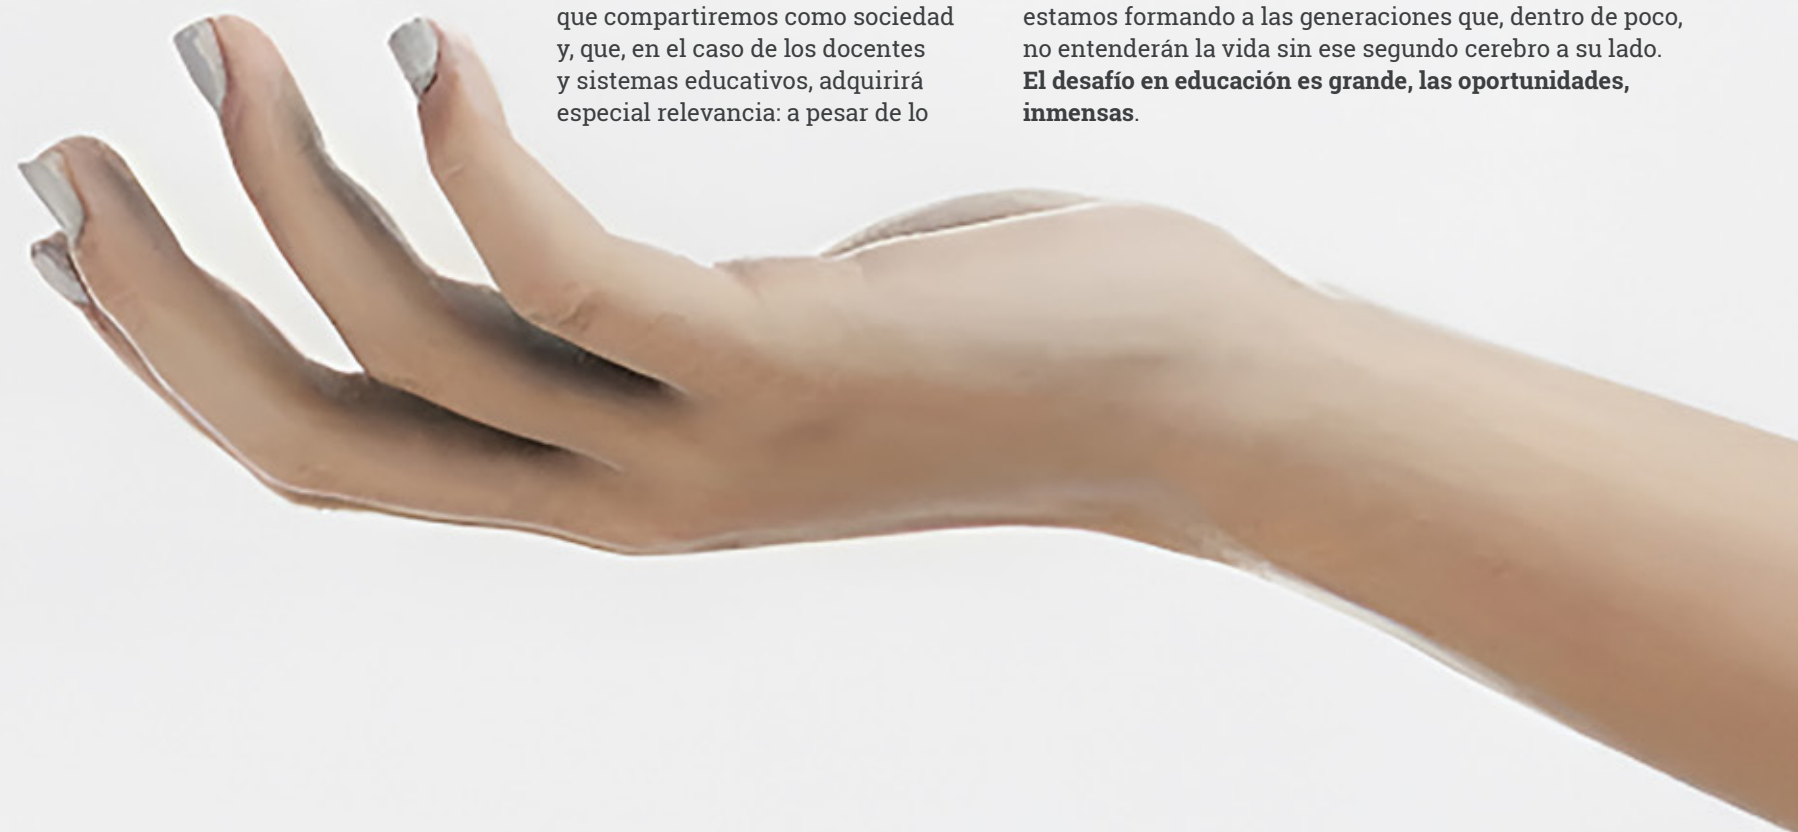 que compartiremos como sociedad
y, que, en el caso de los docentes
y sistemas educativos, adquirirá
especial relevancia: a pesar de lo
estamos formando a las generaciones que, dentro de poco,
no entenderán la vida sin ese segundo cerebro a su lado.
El desafío en educación es grande, las oportunidades,
inmensas.